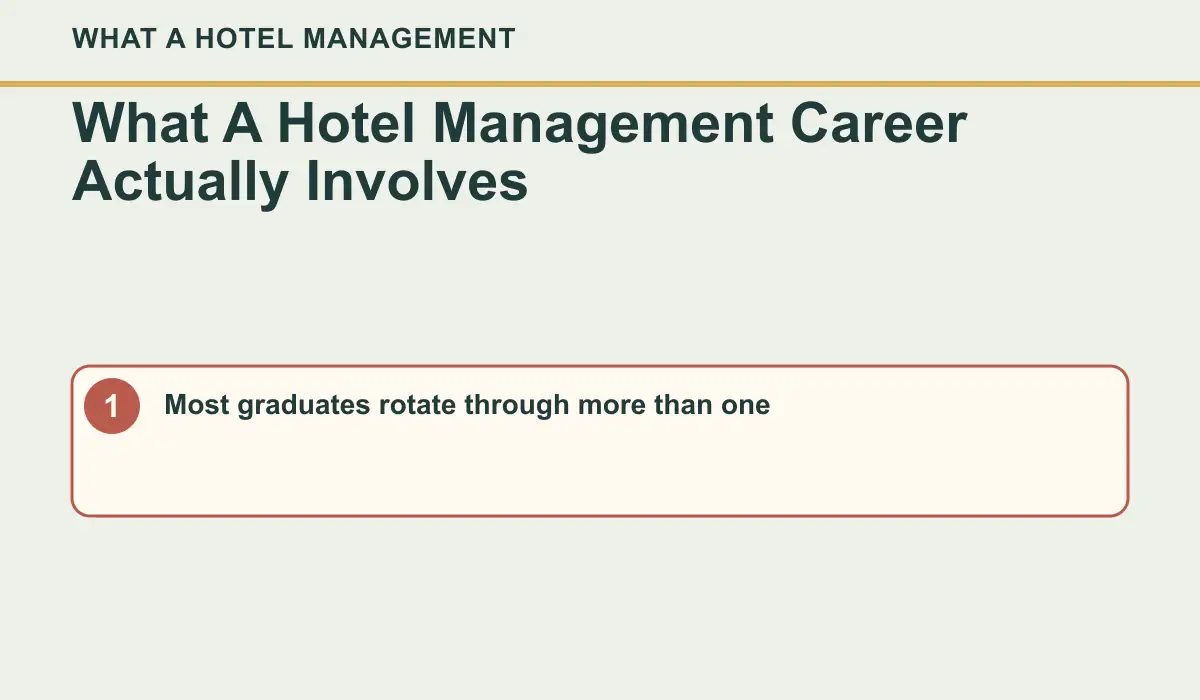 WHAT A HOTEL MANAGEMENT
What A Hotel Management Career
Actually Involves
1
Most graduates rotate through more than one